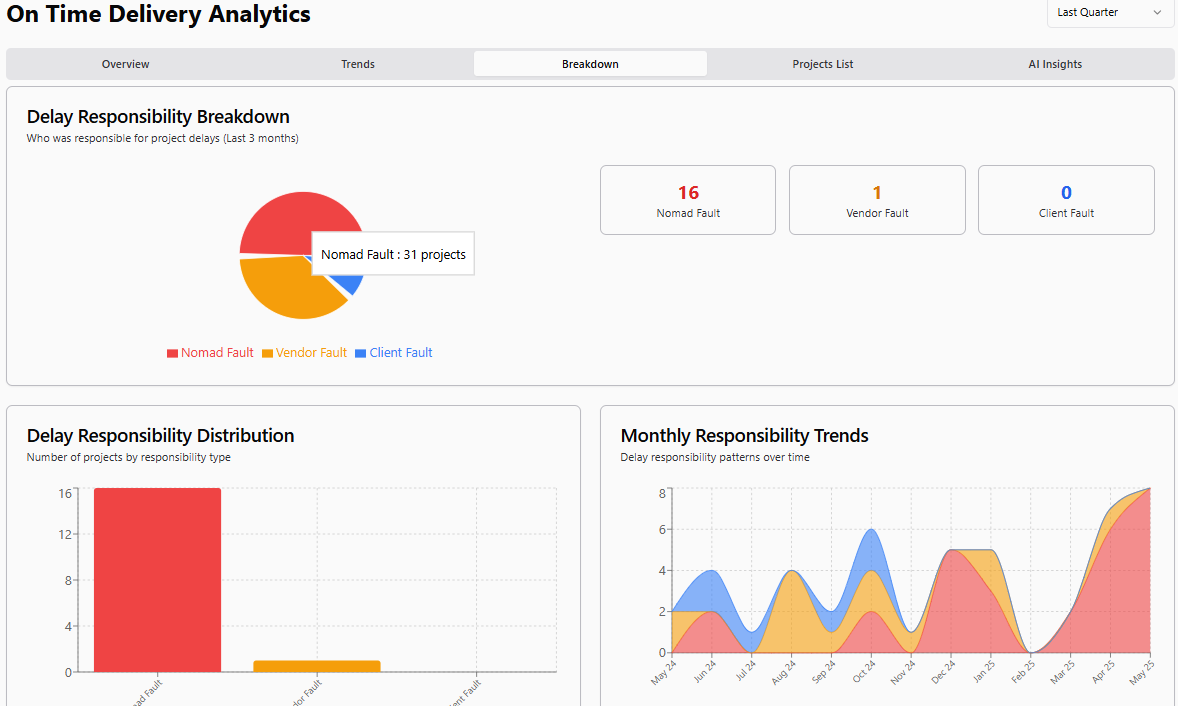 On Time Delivery Analytics
Last Quarter
Overview
Trends
Breakdown
Projects List
AI Insights
Delay Responsibility Breakdown
Who was responsible for project delays (Last 3 months)
16
Nomad Fault
1
Vendor Fault
0
Client Fault
Nomad Fault : 31 projects
Nomad Fault
Vendor Fault
Client Fault
Delay Responsibility Distribution
Number of projects by responsibility type
16
12
8
4
0
ad Fault
dor Fault
ent Fault
Monthly Responsibility Trends
Delay responsibility patterns over time
8
6
4
2
0
May 24
Jun 24
Jul 24
Aug 24
Sep 24
Oct 24
Nov 24
Dec 24
Jan 25
Feb 25
Mar 25
Apr 25
May 25